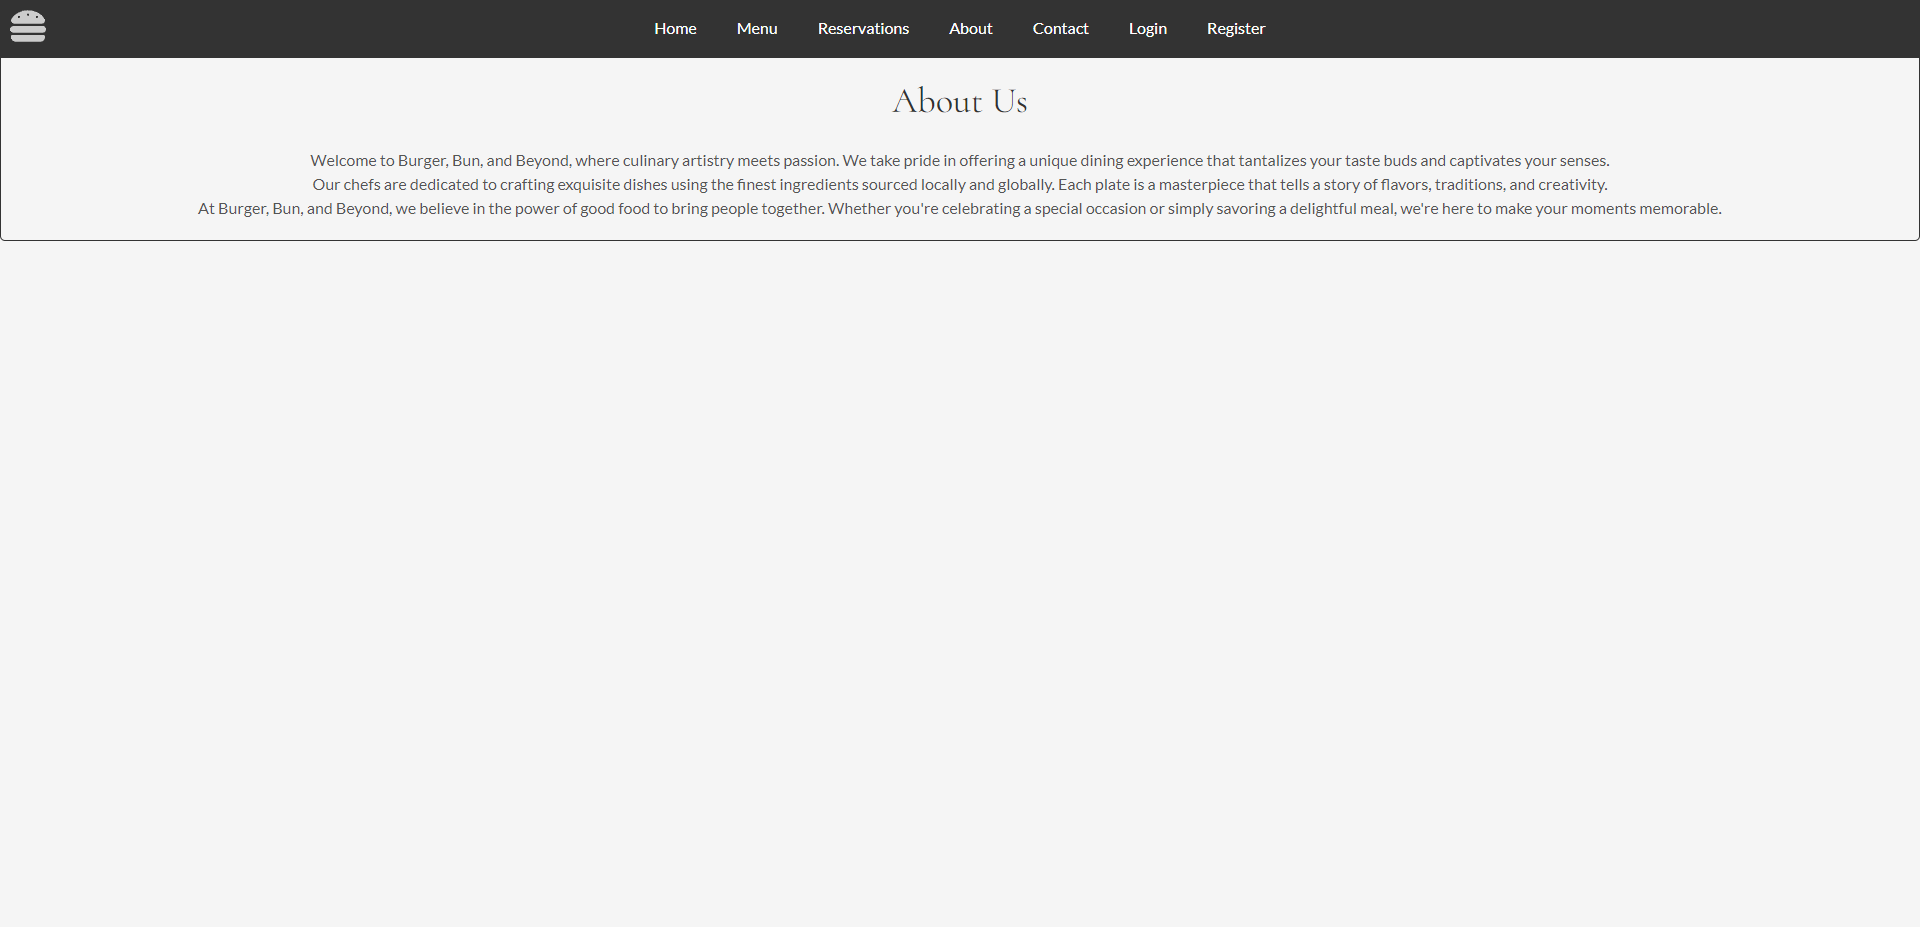 Home Menu Reservations About Contact Login Register
About Us
Welcome to Burger, Bun, and Beyond, where culinary artistry meets passion. We take pride in offering a unique dining experience that tantalizes your taste buds and captivates your senses.
Our chefs are dedicated to crafting exquisite dishes using the finest ingredients sourced locally and globally. Each plate is a masterpiece that tells a story of flavors, traditions, and creativity.
At Burger, Bun, and Beyond, we believe in the power of good food to bring people together. Whether you're celebrating a special occasion or simply savoring a delightful meal, we're here to make your moments memorable.